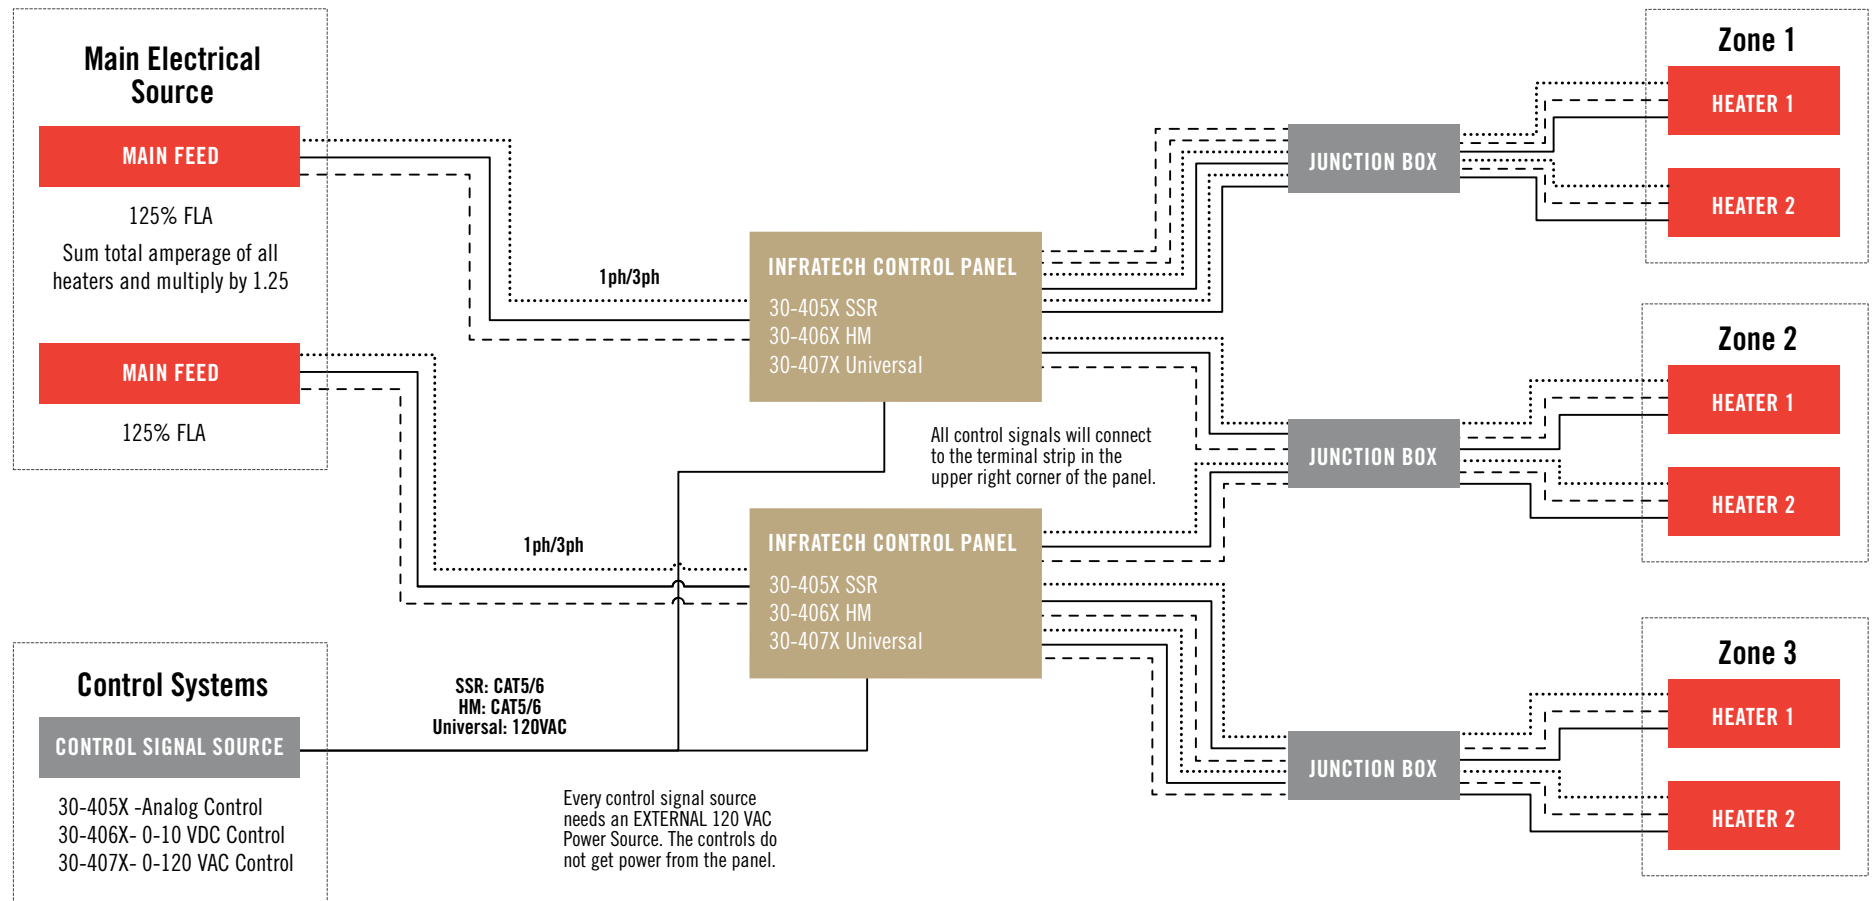 Main Electrical
Source
MAIN FEED
125% FLA
Sum total amperage of all
heaters and multiply by 1.25
MAIN FEED
125% FLA
Control Systems
CONTROL SIGNAL SOURCE
30-405X -Analog Control
30-406X- 0-10 VDC Control
30-407X- 0-120 VAC Control
1ph/3ph
1ph/3ph
SSR: CAT5/6
HM: CAT5/6
Universal: 120VAC
Every control signal source
needs an EXTERNAL 120 VAC
Power Source. The controls do
not get power from the panel.
INFRATECH CONTROL PANEL
30-405X SSR
30-406X HM
30-407X Universal
All control signals will connect
to the terminal strip in the
upper right corner of the panel.
INFRATECH CONTROL PANEL
30-405X SSR
30-406X HM
30-407X Universal
JUNCTION BOX
JUNCTION BOX
JUNCTION BOX
Zone 1
HEATER 1
HEATER 2
Zone 2
HEATER 1
HEATER 2
Zone 3
HEATER 1
HEATER 2